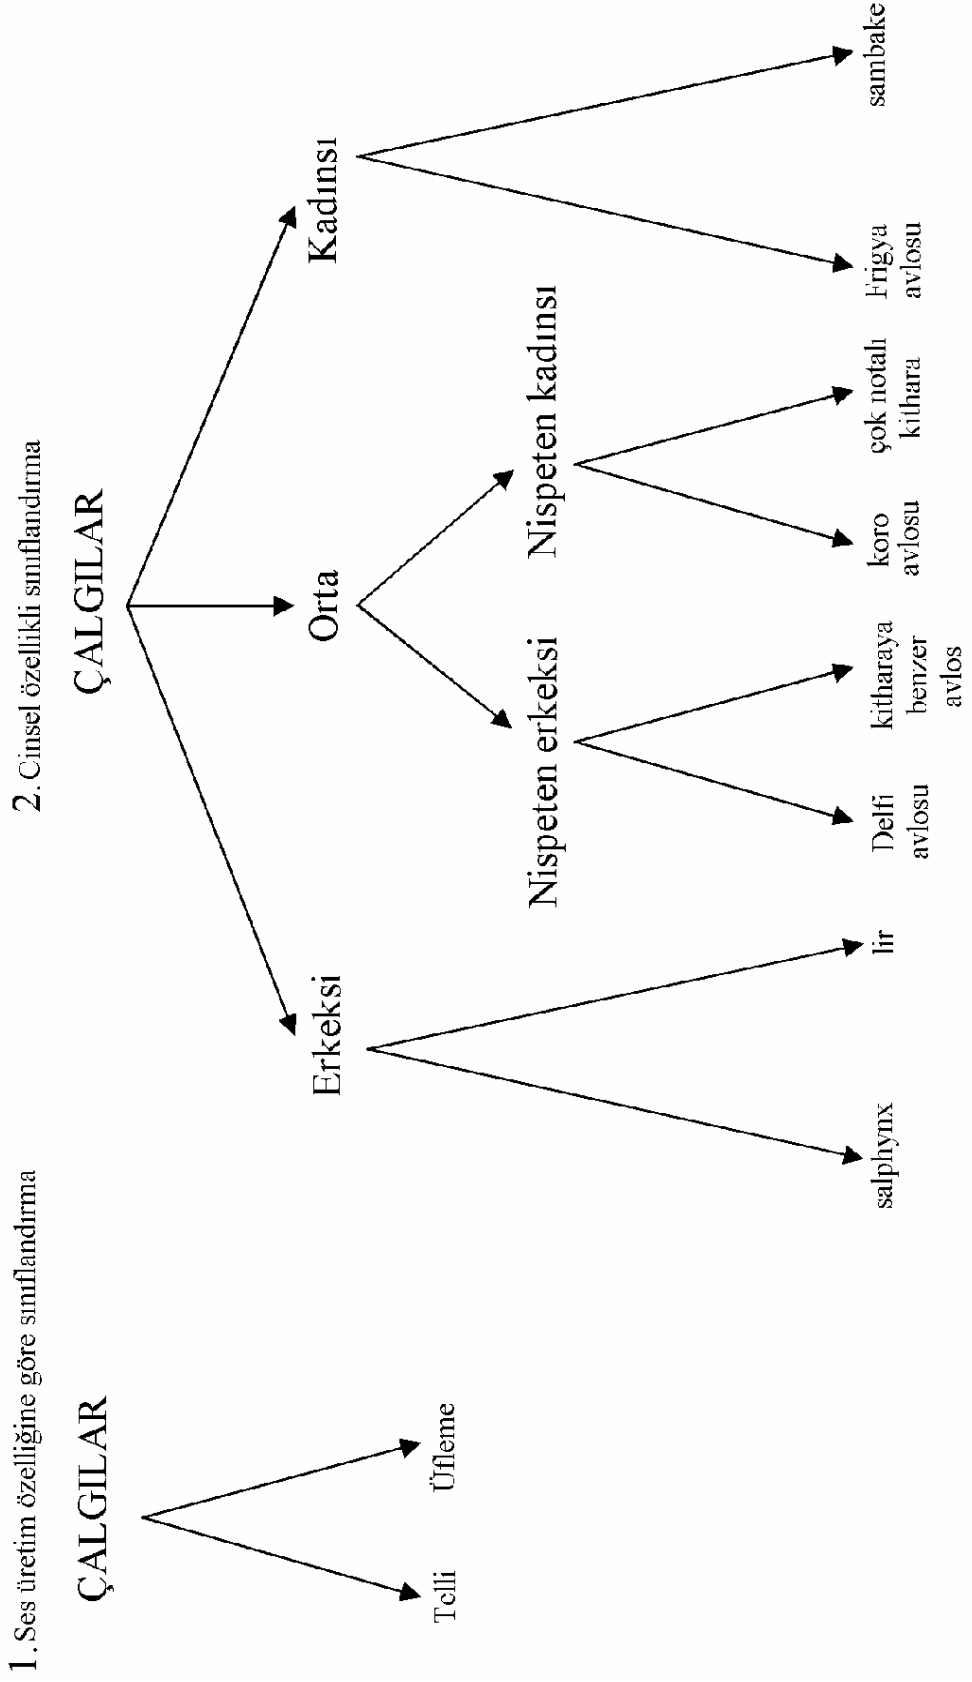 1. Ses üretim özelliğine göre sınıflandırma
ÇALGILAR
Telli
Üfleme
2. Cinsel özellikli sınıflandırma
ÇALGILAR
Erkeksi
Orta
Kadınsı
Nispeten erkeksi
Nispeten kadınsı
salphynx
lir
Delfi
avlosu
kitharaya
benzer
avlos
koro
avlosu
çok notalı
kithara
Frigya
avlosu
sambake